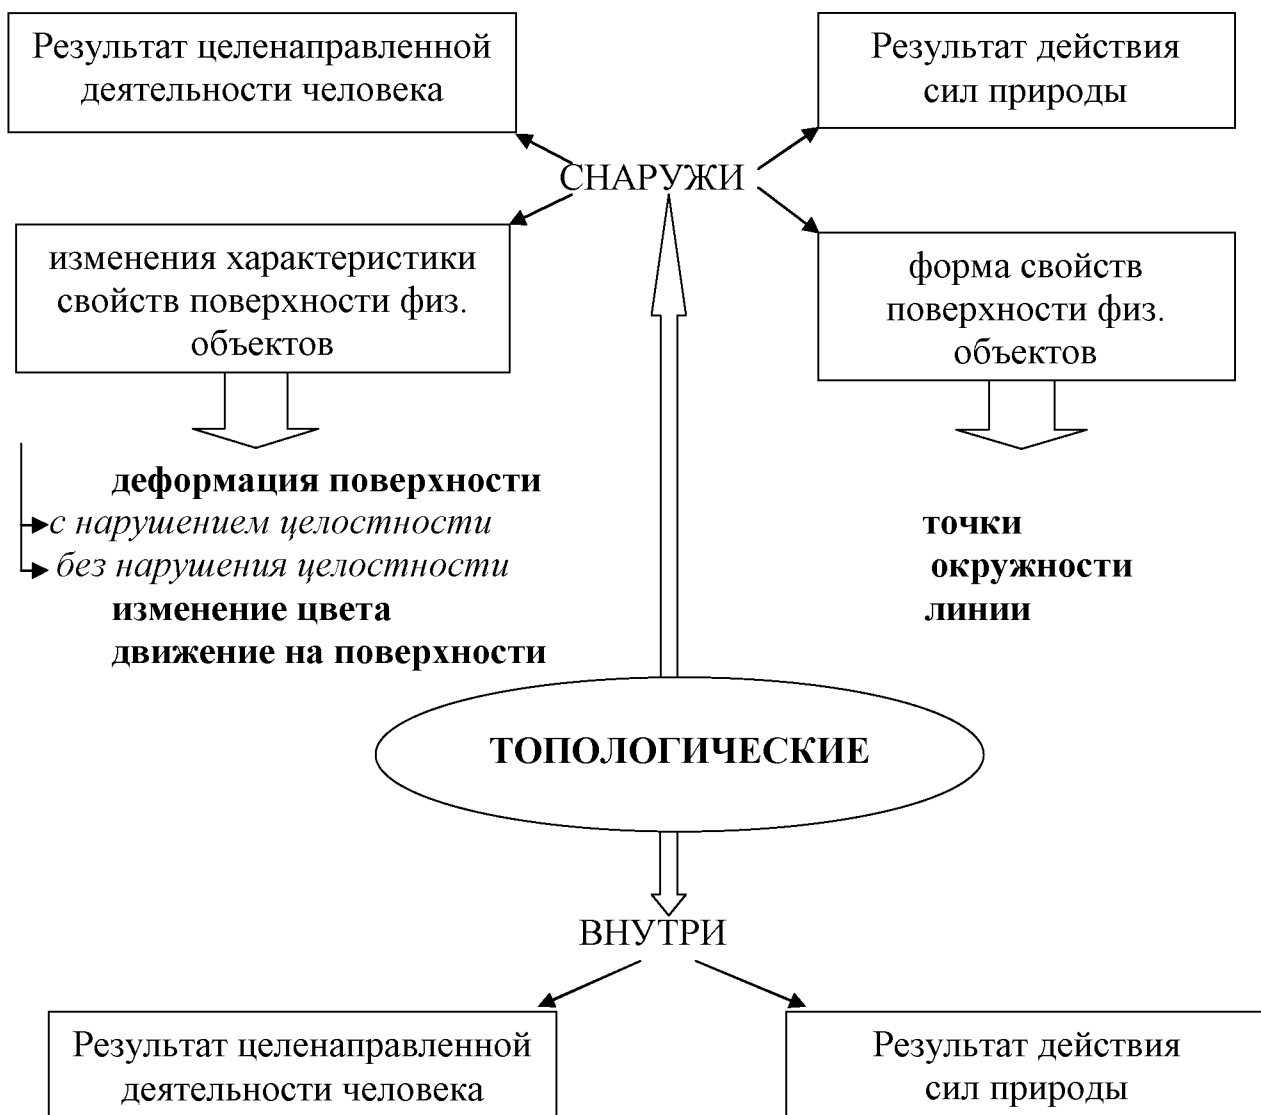 Результат целенаправленной
деятельности человека
Результат действия
сил природы
СНАРУЖИ
изменения характеристики
свойств поверхности физ.
объектов
форма свойств
поверхности физ.
объектов
деформация поверхности
с нарушением целостности
без нарушения целостности
изменение цвета
движение на поверхности
точки
окружности
линии
ТОПОЛОГИЧЕСКИЕ
ВНУТРИ
Результат целенаправленной
деятельности человека
Результат действия
сил природы